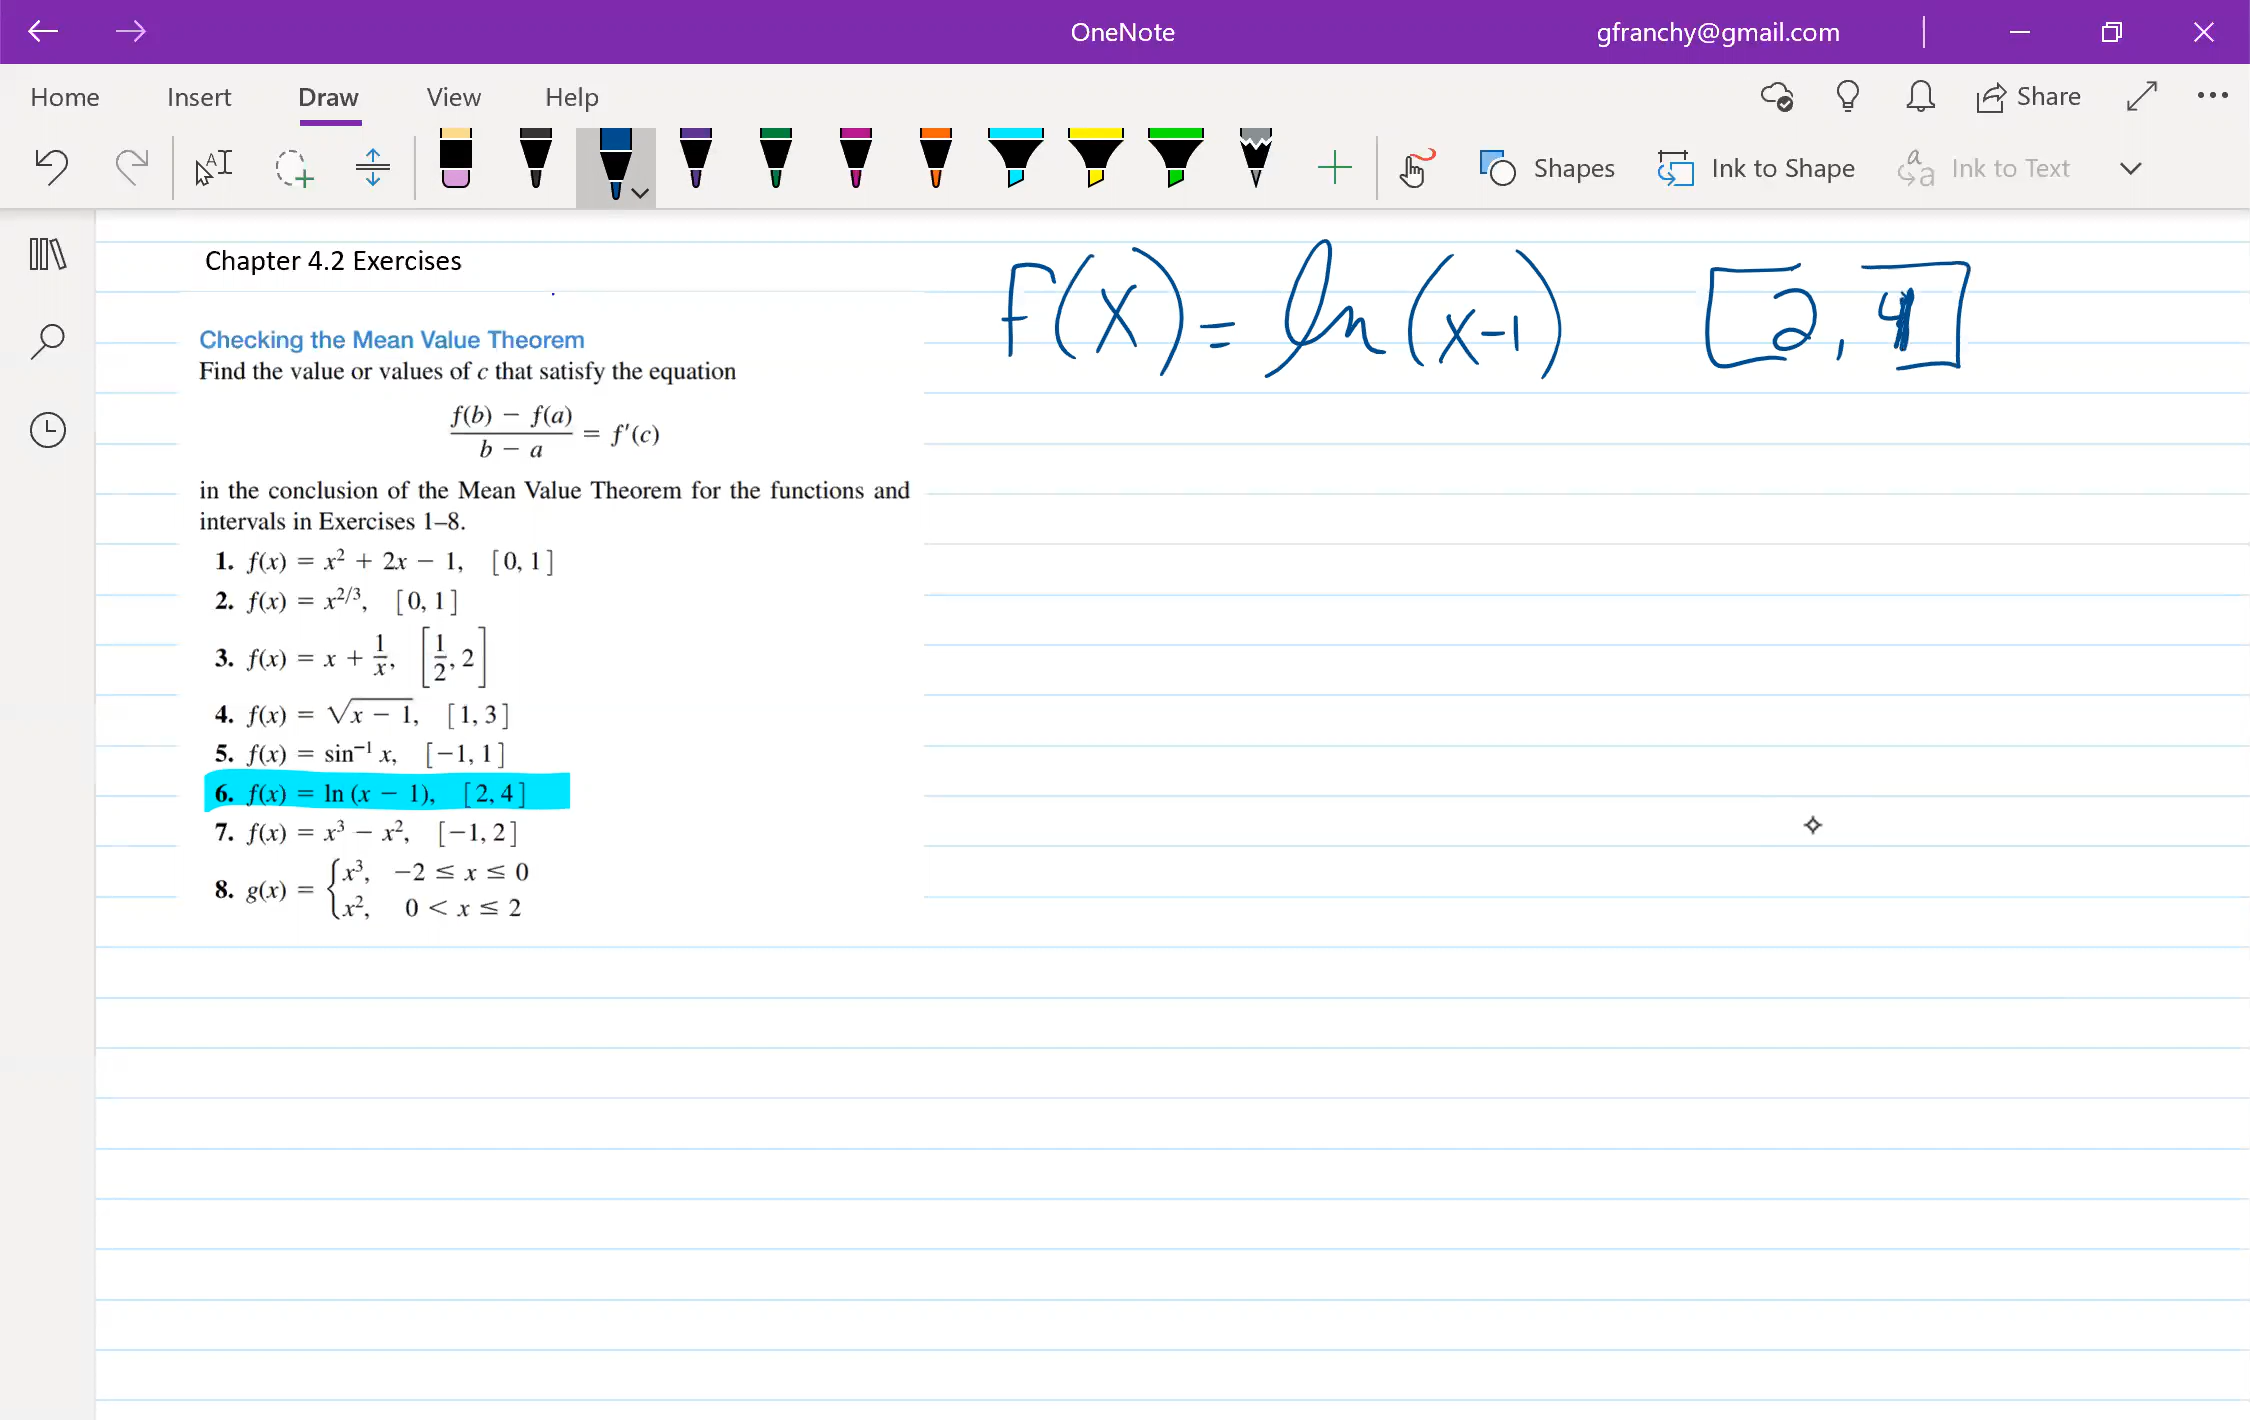 OneNote
gfranchy@gmail.com
Home Insert Draw View Help
Share
Shapes Ink to Shape Ink to Text
Chapter 4.2 Exercises
F(x) = ln(x-1) [2, 4]
Checking the Mean Value Theorem
Find the value or values of c that satisfy the equation
f(b) − f(a)
b − a
= f′(c)
in the conclusion of the Mean Value Theorem for the functions and
intervals in Exercises 1–8.
1. f(x) = x² + 2x − 1, [0, 1]
2. f(x) = x^{2/3}, [0, 1]
3. f(x) = x + 1/x, [1/2, 2]
4. f(x) = √(x − 1), [1, 3]
5. f(x) = sin⁻¹ x, [−1, 1]
6. f(x) = ln (x − 1), [2, 4]
7. f(x) = x³ − x², [−1, 2]
8. g(x) = { x³, −2 ≤ x ≤ 0
x², 0 < x ≤ 2